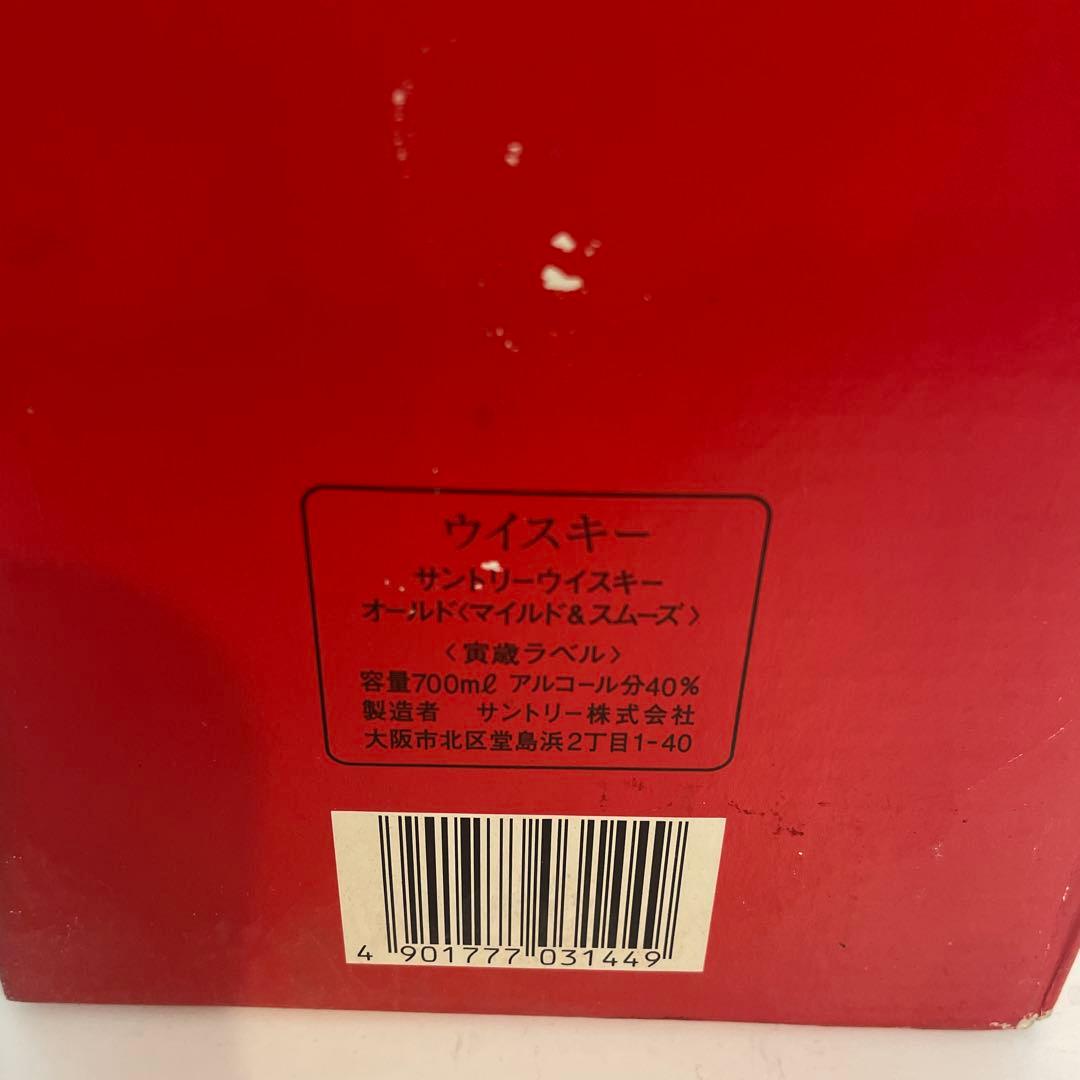 ウイスキー
サントリーウイスキー
オールド〈マイルド&スムーズ〉
〈寅歳ラベル〉
容量700mℓ アルコール分40%
製造者 サントリー株式会社
大阪市北区堂島浜2丁目1-40
4 901777 031449